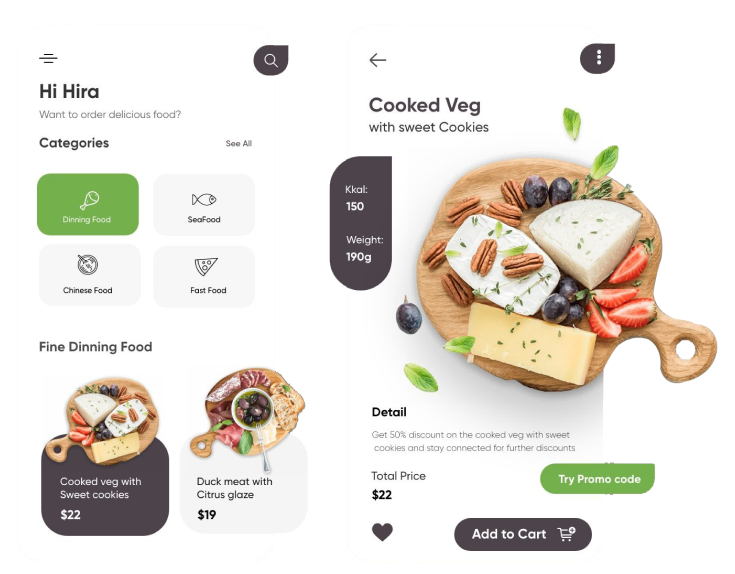 Hi Hira
Want to order delicious food?
Categories
See All
Dinning Food
SeaFood
Chinese Food
Fast Food
Fine Dinning Food
Cooked veg with
Sweet cookies
$22
Duck meat with
Citrus glaze
$19
Cooked Veg
with sweet Cookies
Kkal:
150
Weight:
190g
Detail
Get 50% discount on the cooked veg with sweet
cookies and stay connected for further discounts
Total Price
$22
Try Promo code
Add to Cart